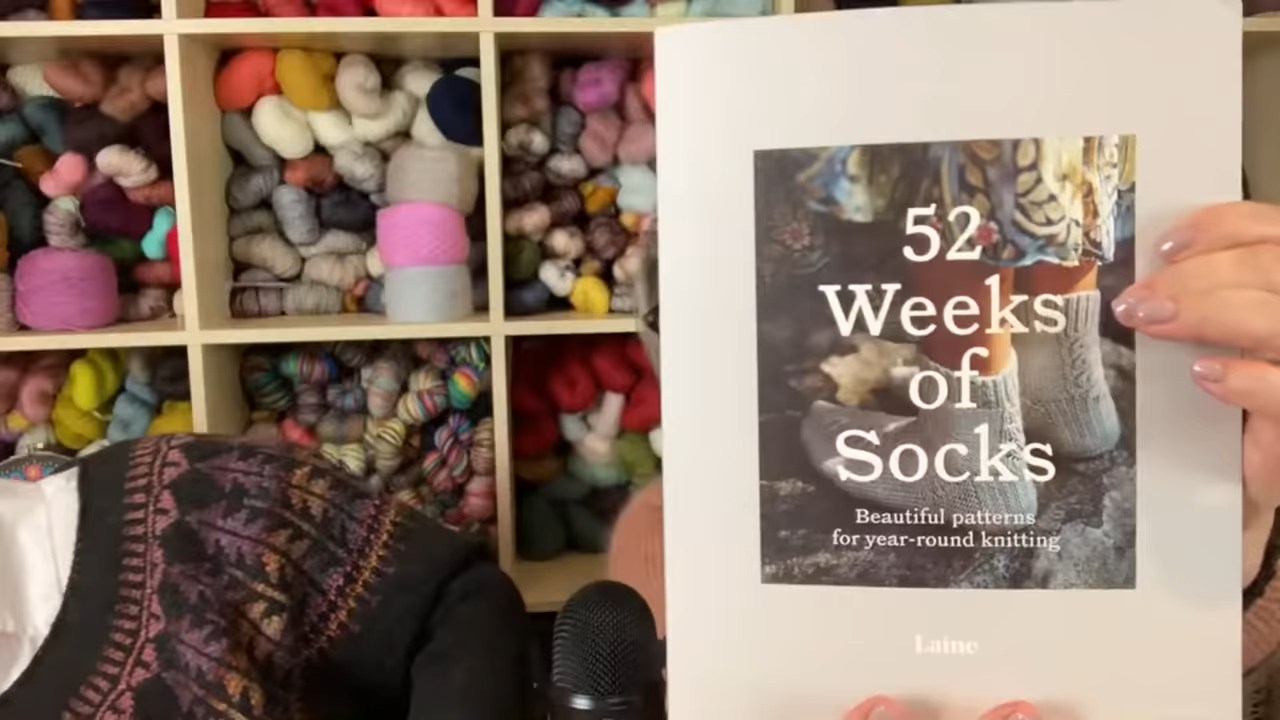 52
Weeks
of
Socks
Beautiful patterns
for year-round knitting
Laine